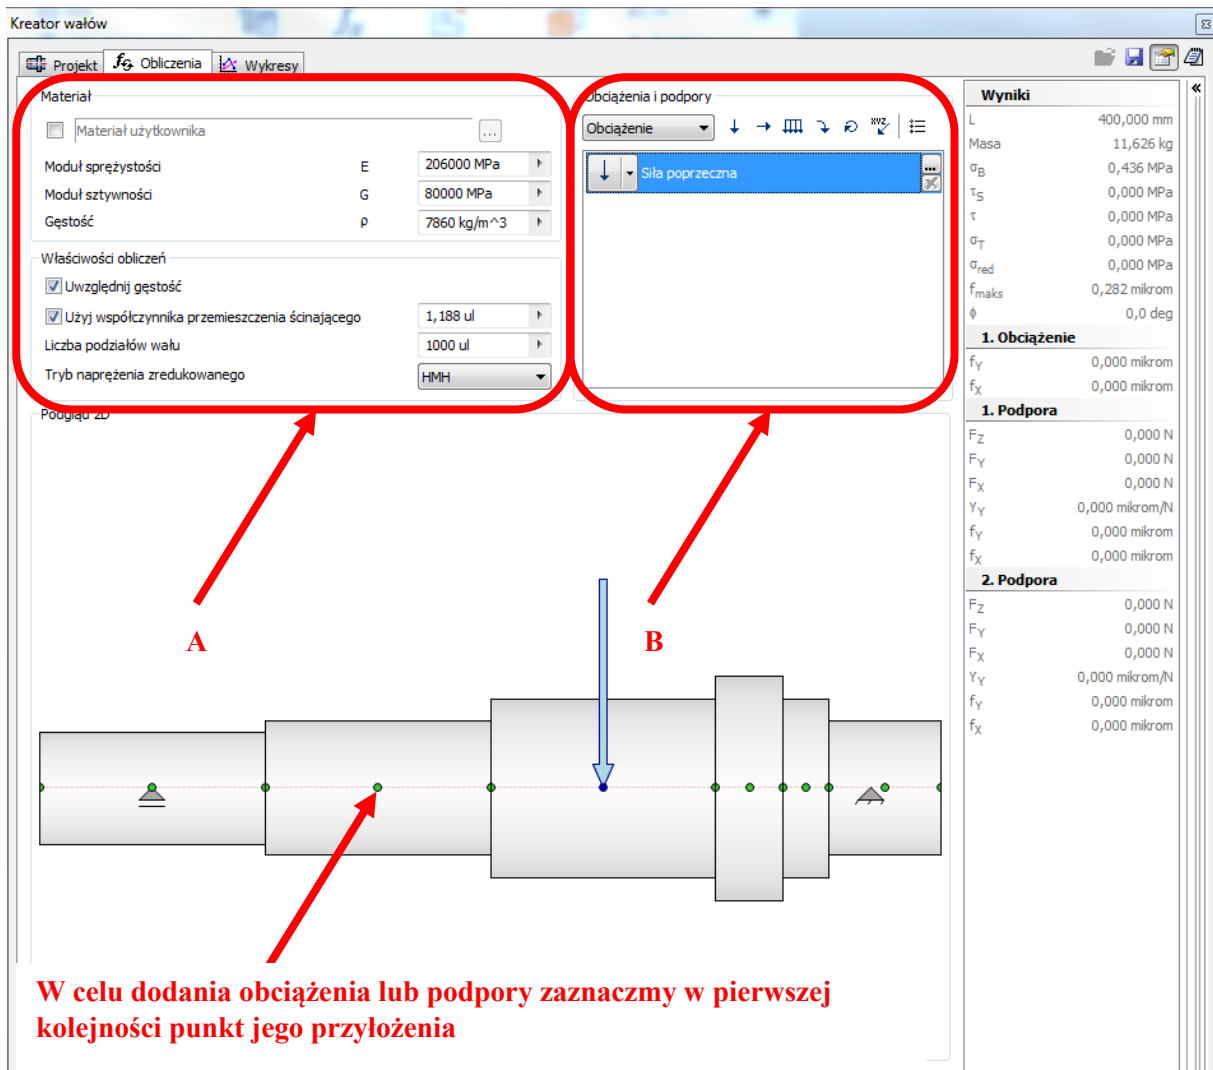 Kreator wałów
Projekt
Obliczenia
Wykresy
Materiał
Materiał użytkownika
...
Moduł sprężystości E 206000 MPa
Moduł sztywności G 80000 MPa
Gęstość ρ 7860 kg/m^3
Właściwości obliczeń
Uwzględnij gęstość
Użyj współczynnika przemieszczenia ścinającego 1,188 ul
Liczba podziałów wału 1000 ul
Tryb naprężenia zredukowanego HMH
Obciążenia i podpory
Obciążenie
Siła poprzeczna
...
Podgląd 2D
A
B
W celu dodania obciążenia lub podpory zaznaczmy w pierwszej
kolejności punkt jego przyłożenia
Wyniki
L 400,000 mm
Masa 11,626 kg
σB 0,436 MPa
τS 0,000 MPa
τ 0,000 MPa
σT 0,000 MPa
σred 0,000 MPa
fmaks 0,282 mikrom
ϕ 0,0 deg
1. Obciążenie
fY 0,000 mikrom
fX 0,000 mikrom
1. Podpora
FZ 0,000 N
FY 0,000 N
FX 0,000 N
YY 0,000 mikrom/N
fY 0,000 mikrom
fX 0,000 mikrom
2. Podpora
FZ 0,000 N
FY 0,000 N
FX 0,000 N
YY 0,000 mikrom/N
fY 0,000 mikrom
fX 0,000 mikrom